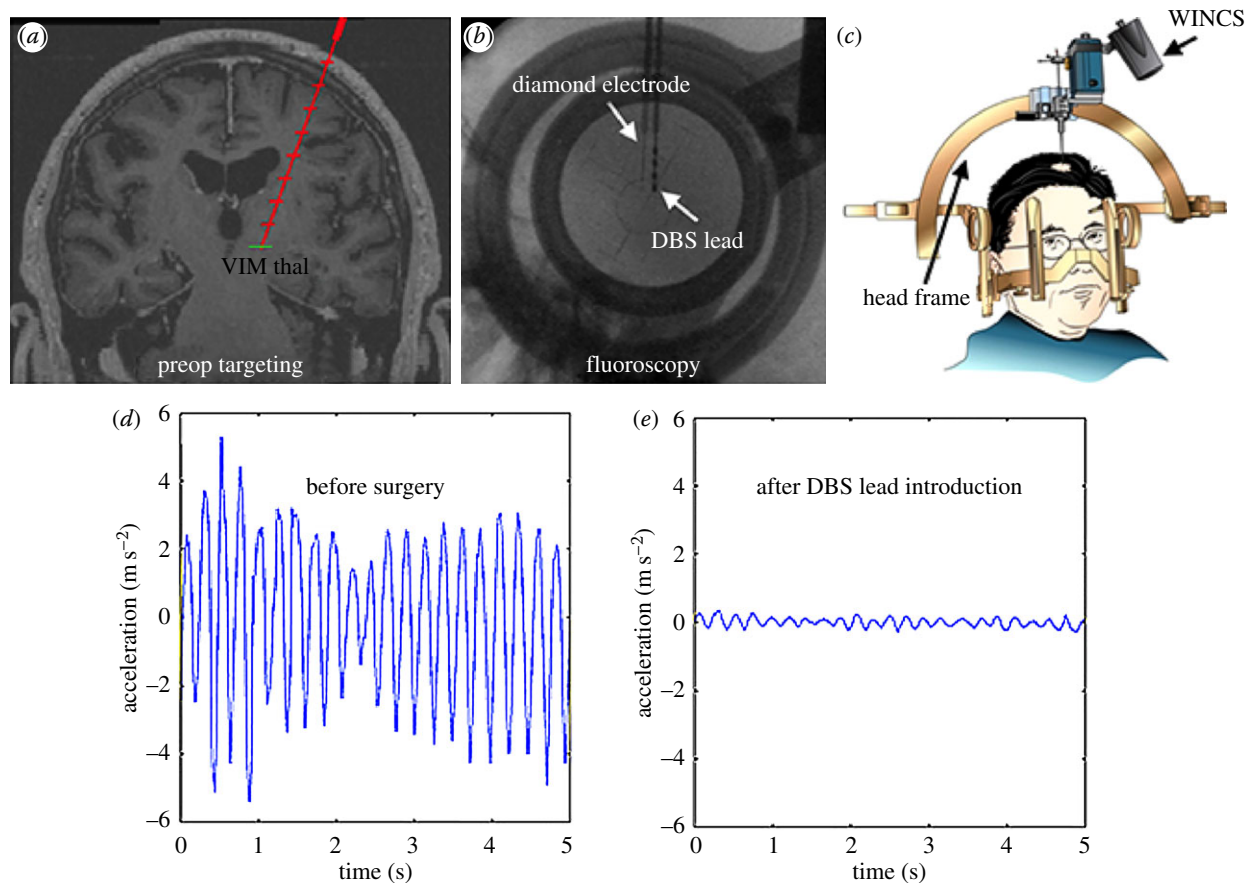 (a)
VIM thal
preop targeting
(b)
diamond electrode
DBS lead
fluoroscopy
(c)
WINCS
head frame
(d)
6
4
2
0
–2
–4
–6
acceleration (m s⁻²)
before surgery
0 1 2 3 4 5
time (s)
(e)
6
4
2
0
–2
–4
–6
acceleration (m s⁻²)
after DBS lead introduction
0 1 2 3 4 5
time (s)